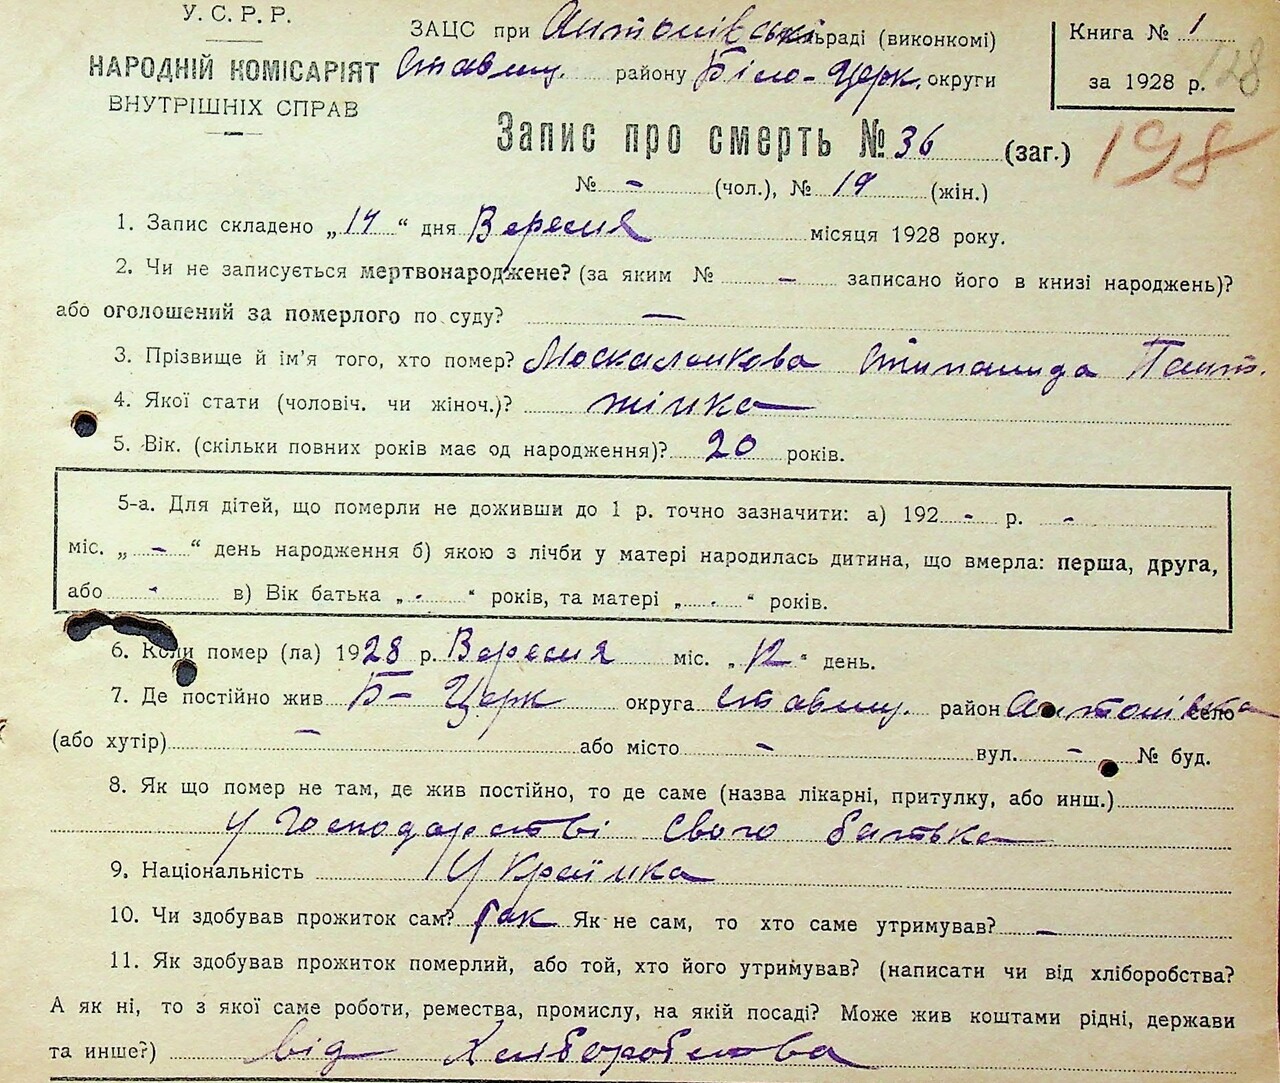 У. С. Р. Р.
НАРОДНІЙ КОМІСАРІЯТ
ВНУТРІШНІХ СПРАВ
ЗАЦС при Антонівські сільраді (виконкомі)
Ставищ. району Біло-Церк. округи
Книга № 1
за 1928 р.
128
Запис про смерть № 36 (заг.)
198
№ - (чол.), № 19 (жін.)
1. Запис складено „14“ дня Вересня місяця 1928 року.
2. Чи не записується мертвонароджене? (за яким № - записано його в книзі народжень)?
або оголошений за померлого по суду? —
3. Прізвище й ім'я того, хто помер? Москаленкова Степанида
4. Якої стати (чоловіч. чи жіноч.)? жінка
5. Вік. (скільки повних років має од народження)? 20 років.
5-а. Для дітей, що померли не доживши до 1 р. точно зазначити: а) 192 - р. -
міс. „ - “ день народження б) якою з лічби у матері народилась дитина, що вмерла: перша, друга,
або - в) Вік батька „ - “ років, та матері „ - “ років.
6. Коли помер (ла) 1928 р. Вересня міс. „12“ день.
7. Де постійно жив Б-Церк округа Ставищ. район Антонівка село
(або хутір) — або місто - вул. - № буд.
8. Як що помер не там, де жив постійно, то де саме (назва лікарні, притулку, або инш.)
у Господарстві свого батька
9. Національність Українка
10. Чи здобував прожиток сам? так Як не сам, то хто саме утримував? -
11. Як здобував прожиток померлий, або той, хто його утримував? (написати чи від хліборобства?
А як ні, то з якої саме роботи, ремества, промислу, на якій посаді? Може жив коштами рідні, держави
та инше?) від Хліборобства